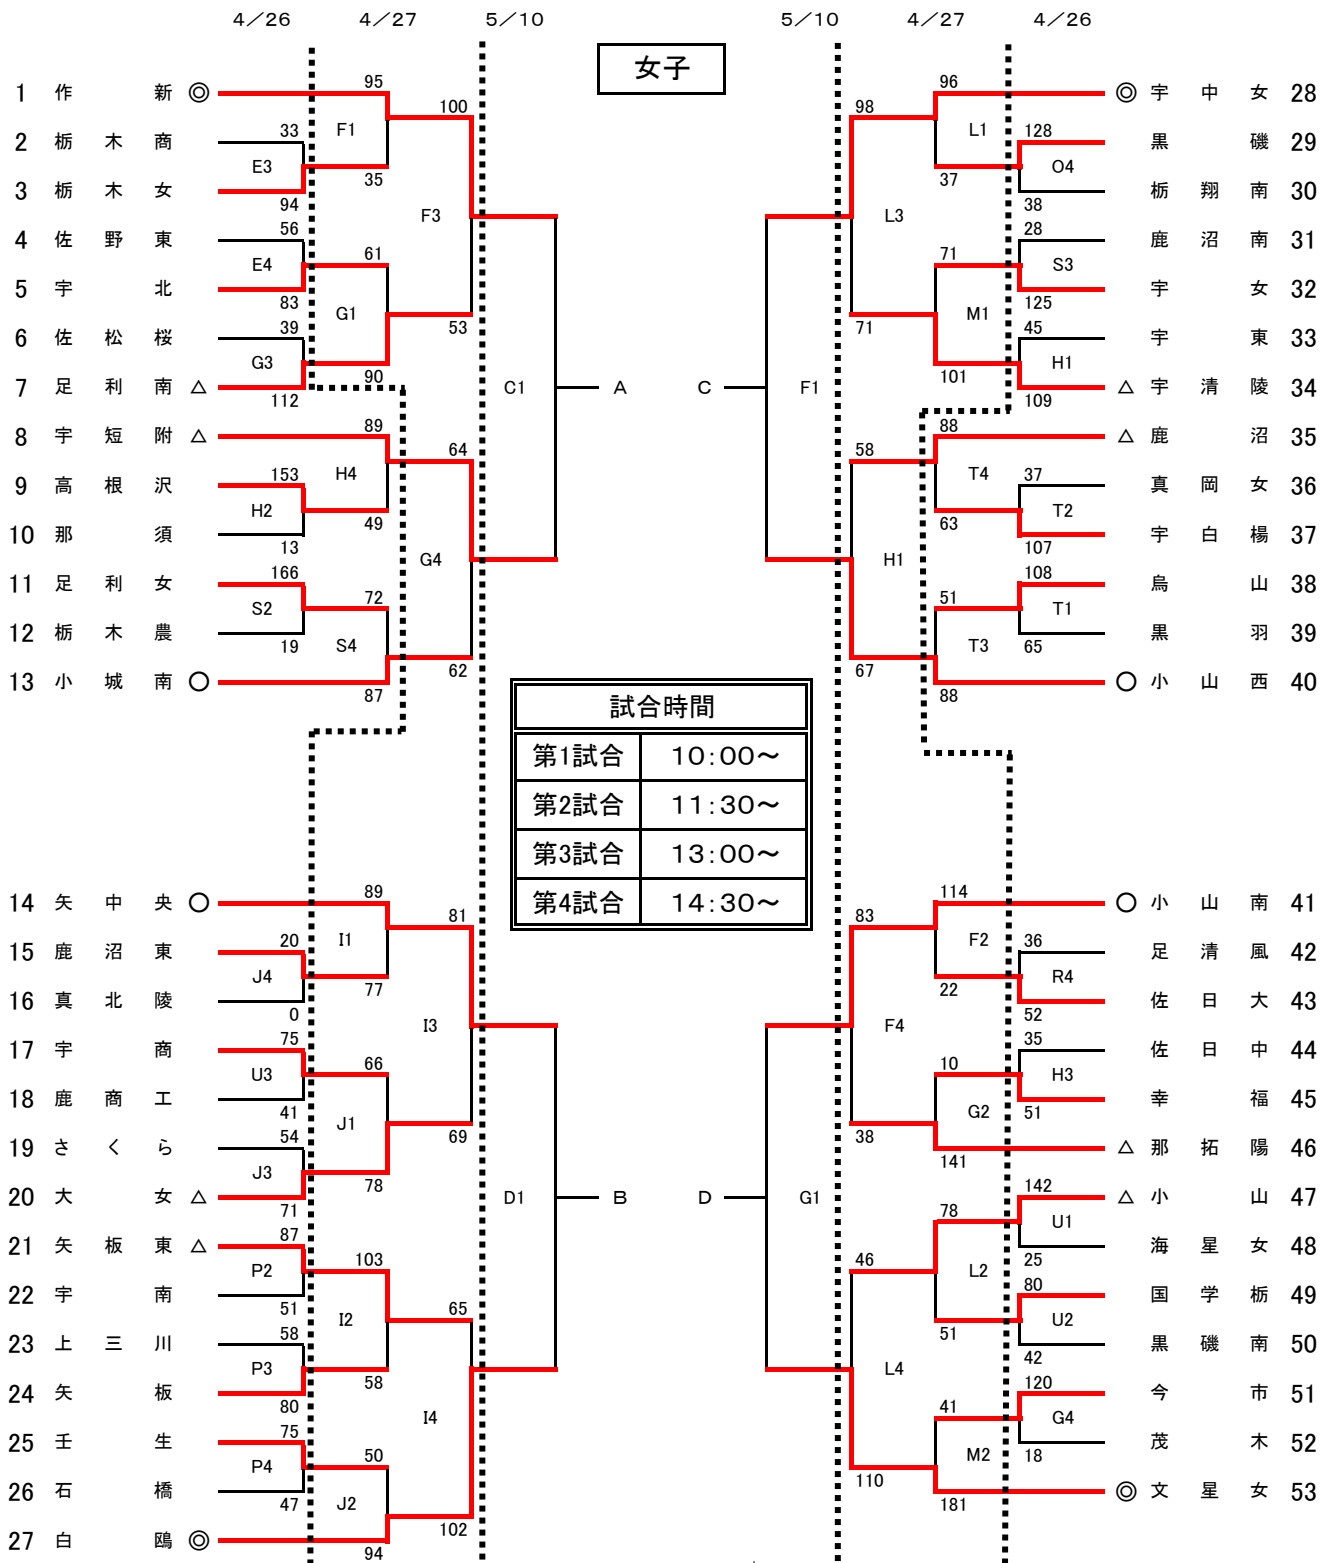 4/26 4/27 5/10 5/10 4/27 4/26
女子
95 96
1 作新 ◎ ◎ 宇中女 28
100 98
33 F1 L1 128
2 栃木商 黒磯 29
E3 O4
35 37
3 栃木女 栃翔南 30
94 38
F3 L3
56 28
4 佐野東 鹿沼南 31
61 71
E4 S3
5 宇北 宇女 32
83 125
G1 M1
39 53 71 45
6 佐松桜 宇東 33
G3 H1
90 101
7 足利南 △ △ 宇清陵 34
112 109
C1 A C F1
89 88
8 宇短附 △ △ 鹿沼 35
64 58
153 H4 T4 37
9 高根沢 真岡女 36
H2 T2
49 63
10 那須 宇白楊 37
13 107
G4 H1
166 108
11 足利女 烏山 38
72 51
S2 T1
12 栃木農 黒羽 39
19 S4 T3 65
62 67
13 小城南 ○ ○ 小山西 40
87 88
試合時間
第1試合 10:00~
第2試合 11:30~
第3試合 13:00~
第4試合 14:30~
89 114
14 矢中央 ○ ○ 小山南 41
81 83
20 I1 F2 36
15 鹿沼東 足清風 42
J4 R4
77 22
16 真北陵 佐日大 43
0 52
I3 F4
75 35
17 宇商 佐日中 44
66 10
U3 H3
18 鹿商工 幸福 45
41 51
J1 G2
54 69 38
19 さくら △ 那拓陽 46
141
J3
78
20 大女 △ △ 小山 47
71 142
D1 B D G1
87 78 U1
21 矢板東 △ 海星女 48
25
P2 103 46 L2 80
22 宇南 国学栃 49
51 65
I2 51 U2
58
23 上三川 黒磯南 50
42
P3 L4
58 120
24 矢板 今市 51
80
I4 41 G4
75
25 壬生 茂木 52
50 18
P4 M2
110
26 石橋 ◎ 文星女 53
47 181
J2
102
27 白鴎 ◎
94